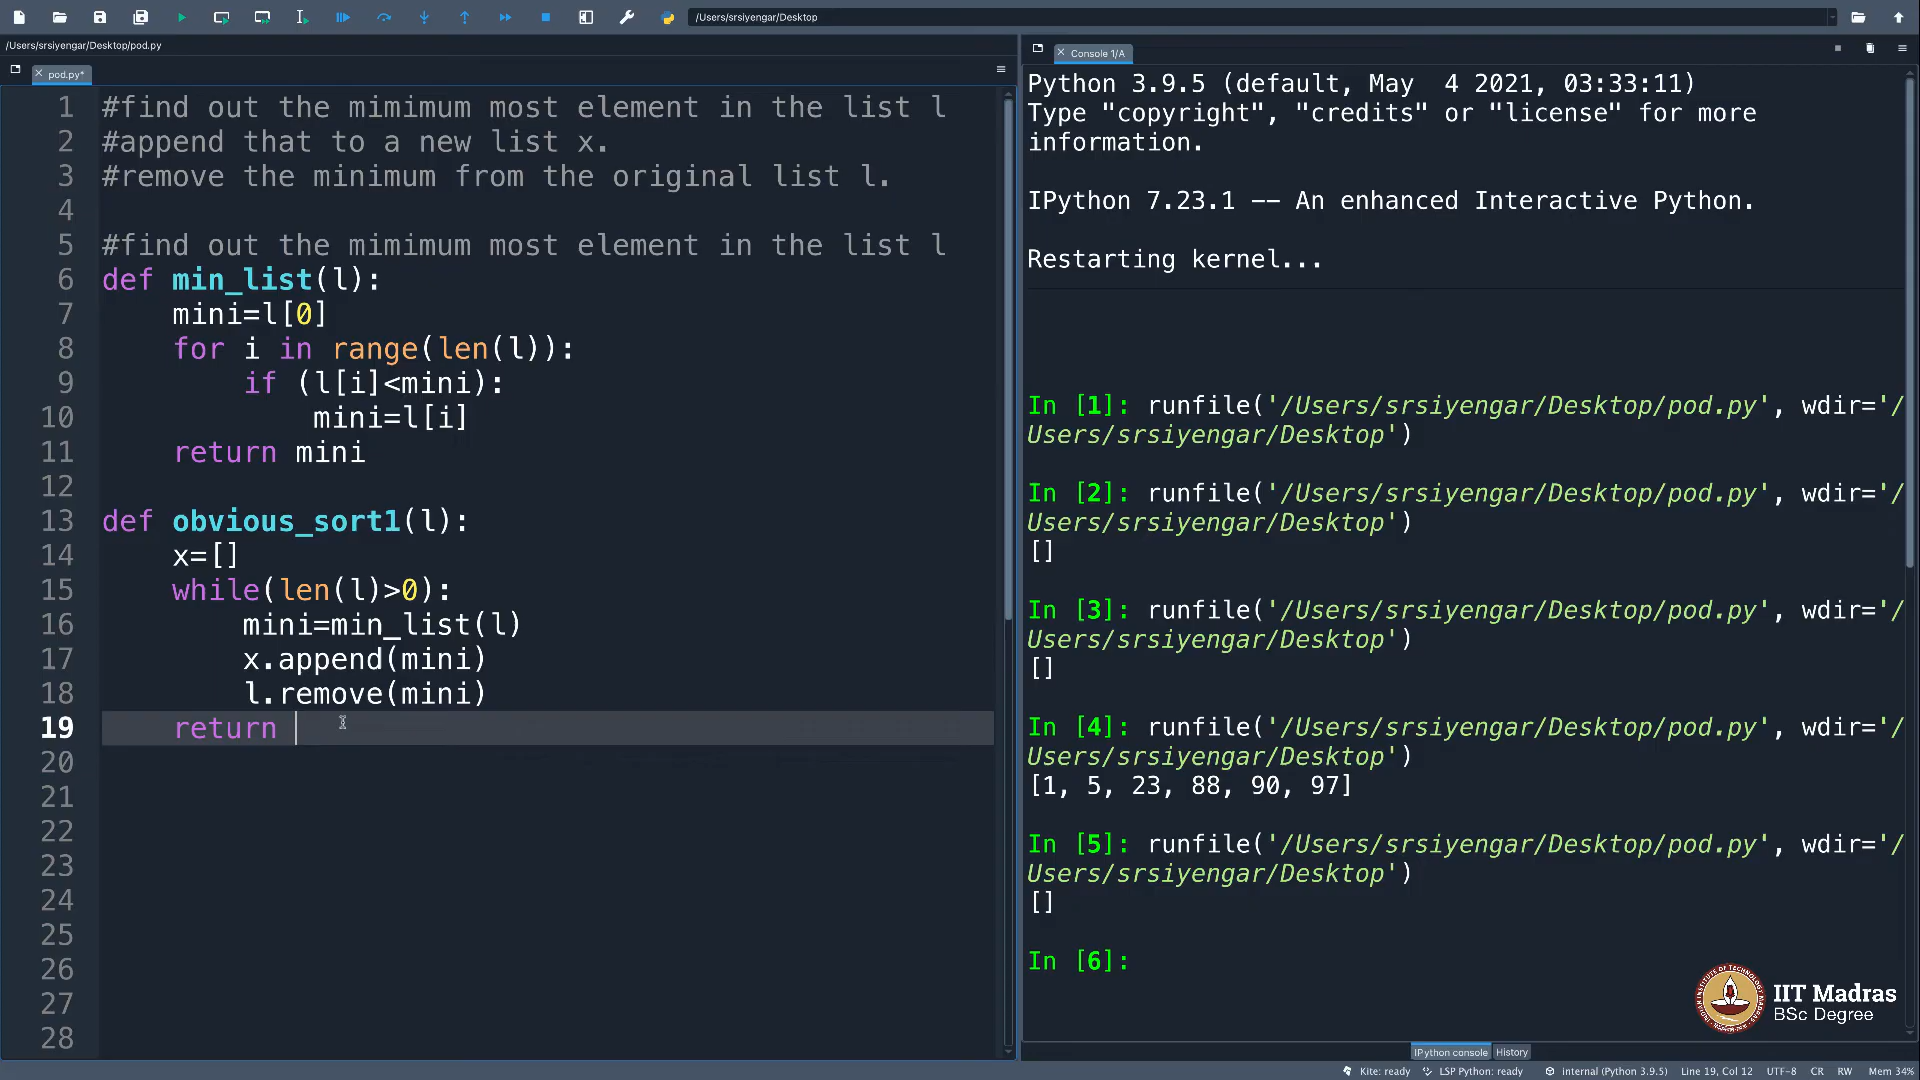 /Users/srsiyengar/Desktop
/Users/srsiyengar/Desktop/pod.py
pod.py*
1 #find out the mimimum most element in the list l
2 #append that to a new list x.
3 #remove the minimum from the original list l.
4
5 #find out the mimimum most element in the list l
6 def min_list(l):
7     mini=l[0]
8     for i in range(len(l)):
9         if (l[i]<mini):
10             mini=l[i]
11     return mini
12
13 def obvious_sort1(l):
14     x=[]
15     while(len(l)>0):
16         mini=min_list(l)
17         x.append(mini)
18         l.remove(mini)
19     return
20
21
22
23
24
25
26
27
28
Console 1/A
Python 3.9.5 (default, May  4 2021, 03:33:11)
Type "copyright", "credits" or "license" for more
information.
IPython 7.23.1 -- An enhanced Interactive Python.
Restarting kernel...
In [1]: runfile('/Users/srsiyengar/Desktop/pod.py', wdir='/
Users/srsiyengar/Desktop')
In [2]: runfile('/Users/srsiyengar/Desktop/pod.py', wdir='/
Users/srsiyengar/Desktop')
[]
In [3]: runfile('/Users/srsiyengar/Desktop/pod.py', wdir='/
Users/srsiyengar/Desktop')
[]
In [4]: runfile('/Users/srsiyengar/Desktop/pod.py', wdir='/
Users/srsiyengar/Desktop')
[1, 5, 23, 88, 90, 97]
In [5]: runfile('/Users/srsiyengar/Desktop/pod.py', wdir='/
Users/srsiyengar/Desktop')
[]
In [6]:
IIT Madras
BSc Degree
IPython console History
Kite: ready LSP Python: ready internal (Python 3.9.5) Line 19, Col 12 UTF-8 CR RW Mem 34%